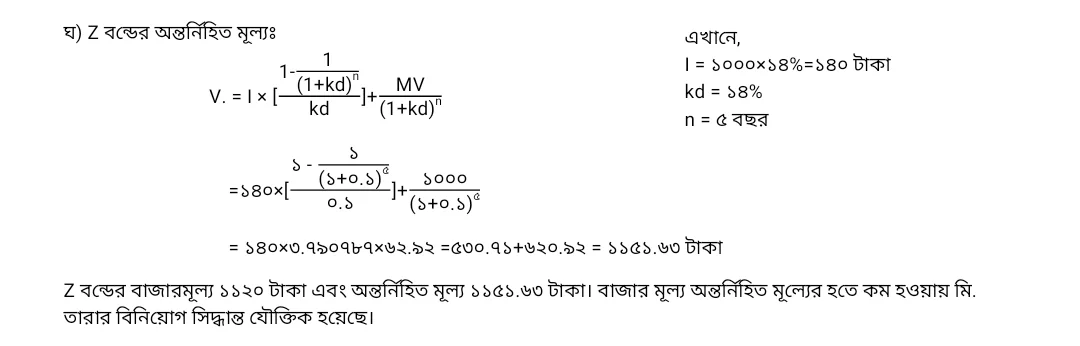 ঘ) Z বন্ডের অন্তর্নিহিত মূল্যঃ
এখানে,
I = ১০০০×১৪%=১৪০ টাকা
kd = ১৪%
n = ৫ বছর
V. = I × [(1-1/(1+kd)ⁿ)/kd]+MV/(1+kd)ⁿ
=১৪০×[(১ - ১/(১+০.১)^৫)/০.১]+১০০০/(১+০.১)^৫
= ১৪০×৩.৭৯০৭৮৭×৬২.৯২ =৫৩০.৭১+৬২০.৯২ = ১১৫১.৬৩ টাকা
Z বন্ডের বাজারমূল্য ১১২০ টাকা এবং অন্তর্নিহিত মূল্য ১১৫১.৬৩ টাকা। বাজার মূল্য অন্তর্নিহিত মূল্যের হতে কম হওয়ায় মি.
তারার বিনিয়োগ সিদ্ধান্ত যৌক্তিক হয়েছে।